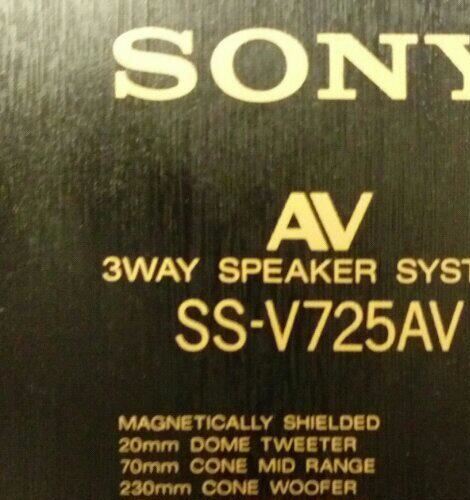 SONY
AV
3WAY SPEAKER SYST
SS-V725AV
MAGNETICALLY SHIELDED
20mm DOME TWEETER
70mm CONE MID RANGE
230mm CONE WOOFER